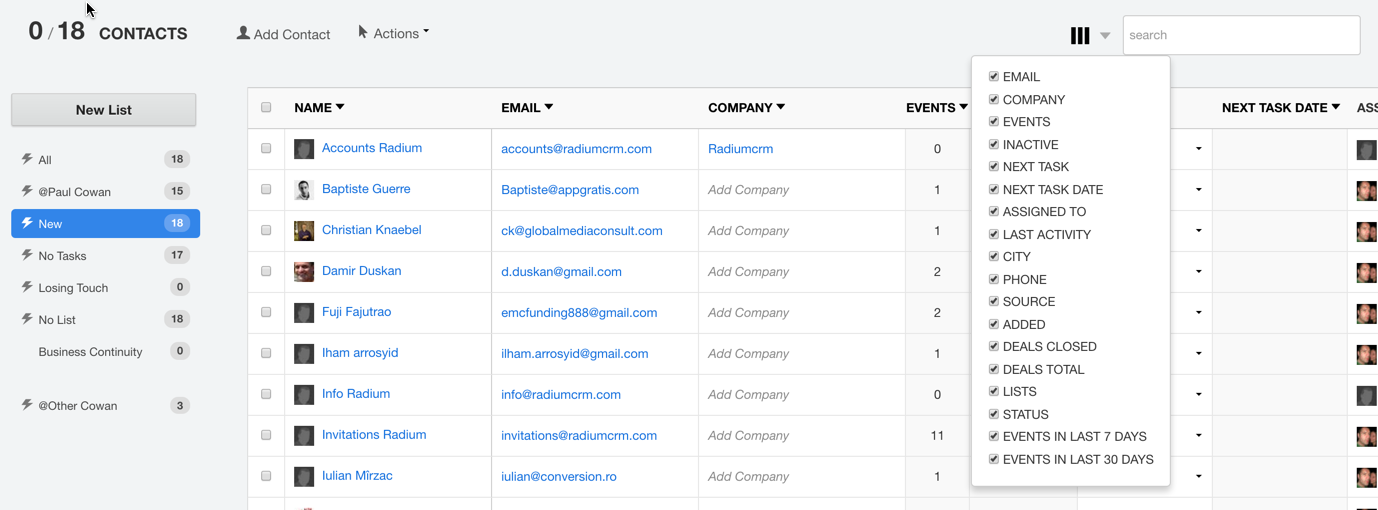 0 / 18 CONTACTS
Add Contact
Actions
search
New List
All 18
@Paul Cowan 15
New 18
No Tasks 17
Losing Touch 0
No List 18
Business Continuity 0
@Other Cowan 3
NAME EMAIL COMPANY EVENTS NEXT TASK DATE ASS
Accounts Radium accounts@radiumcrm.com Radiumcrm 0
Baptiste Guerre Baptiste@appgratis.com Add Company 1
Christian Knaebel ck@globalmediaconsult.com Add Company 1
Damir Duskan d.duskan@gmail.com Add Company 2
Fuji Fajutrao emcfunding888@gmail.com Add Company 2
Iham arrosyid ilham.arrosyid@gmail.com Add Company 1
Info Radium info@radiumcrm.com Add Company 0
Invitations Radium invitations@radiumcrm.com Add Company 11
Iulian Mîrzac iulian@conversion.ro Add Company 1
EMAIL
COMPANY
EVENTS
INACTIVE
NEXT TASK
NEXT TASK DATE
ASSIGNED TO
LAST ACTIVITY
CITY
PHONE
SOURCE
ADDED
DEALS CLOSED
DEALS TOTAL
LISTS
STATUS
EVENTS IN LAST 7 DAYS
EVENTS IN LAST 30 DAYS